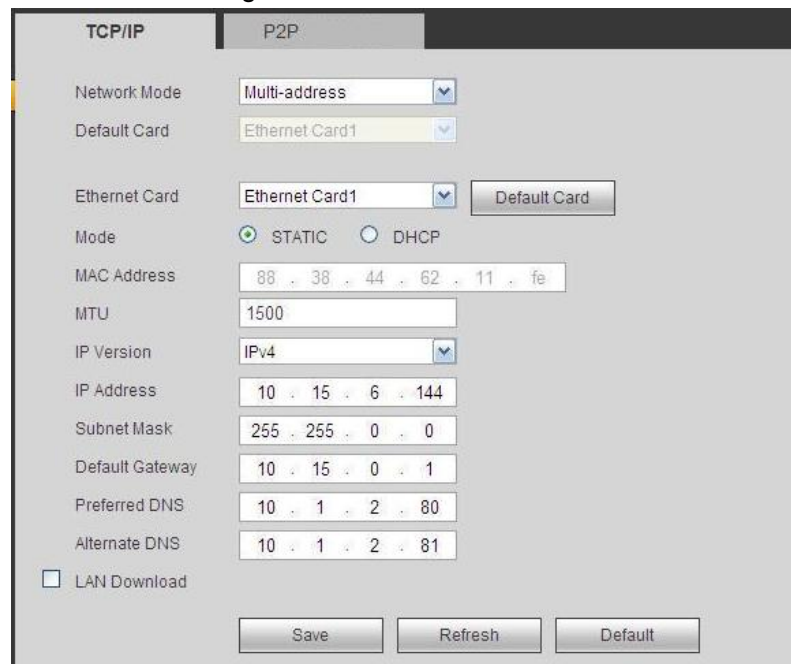 TCP/IP P2P
Network Mode Multi-address
Default Card Ethernet Card1
Ethernet Card Ethernet Card1 Default Card
Mode STATIC DHCP
MAC Address 88 . 38 . 44 . 62 . 11 . fe
MTU 1500
IP Version IPv4
IP Address 10 . 15 . 6 . 144
Subnet Mask 255 . 255 . 0 . 0
Default Gateway 10 . 15 . 0 . 1
Preferred DNS 10 . 1 . 2 . 80
Alternate DNS 10 . 1 . 2 . 81
LAN Download
Save Refresh Default